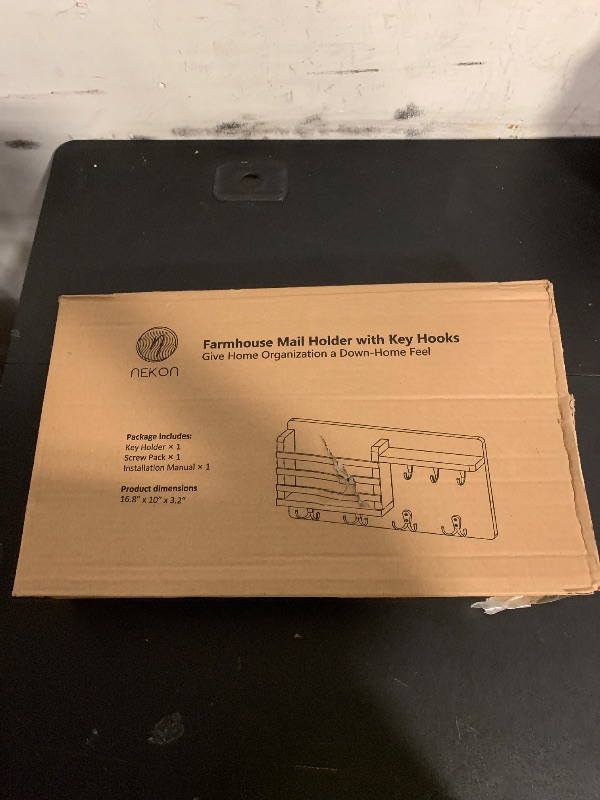 Farmhouse Mail Holder with Key Hooks
Give Home Organization a Down-Home Feel
NEKON
Package includes:
Key Holder × 1
Screw Pack × 1
Installation Manual × 1
Product dimensions
16.8" x 10" x 3.2"